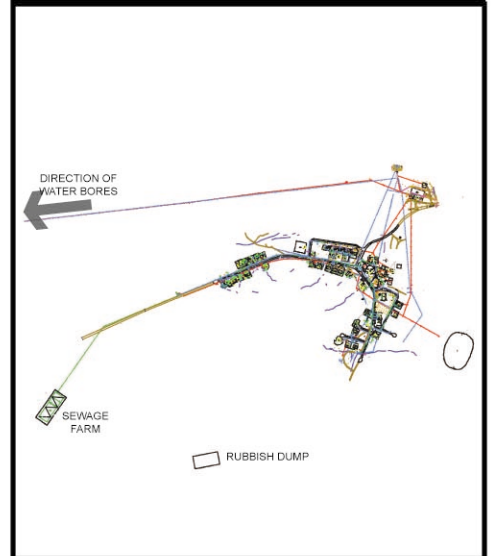 DIRECTION OF
WATER BORES
SEWAGE
FARM
RUBBISH DUMP